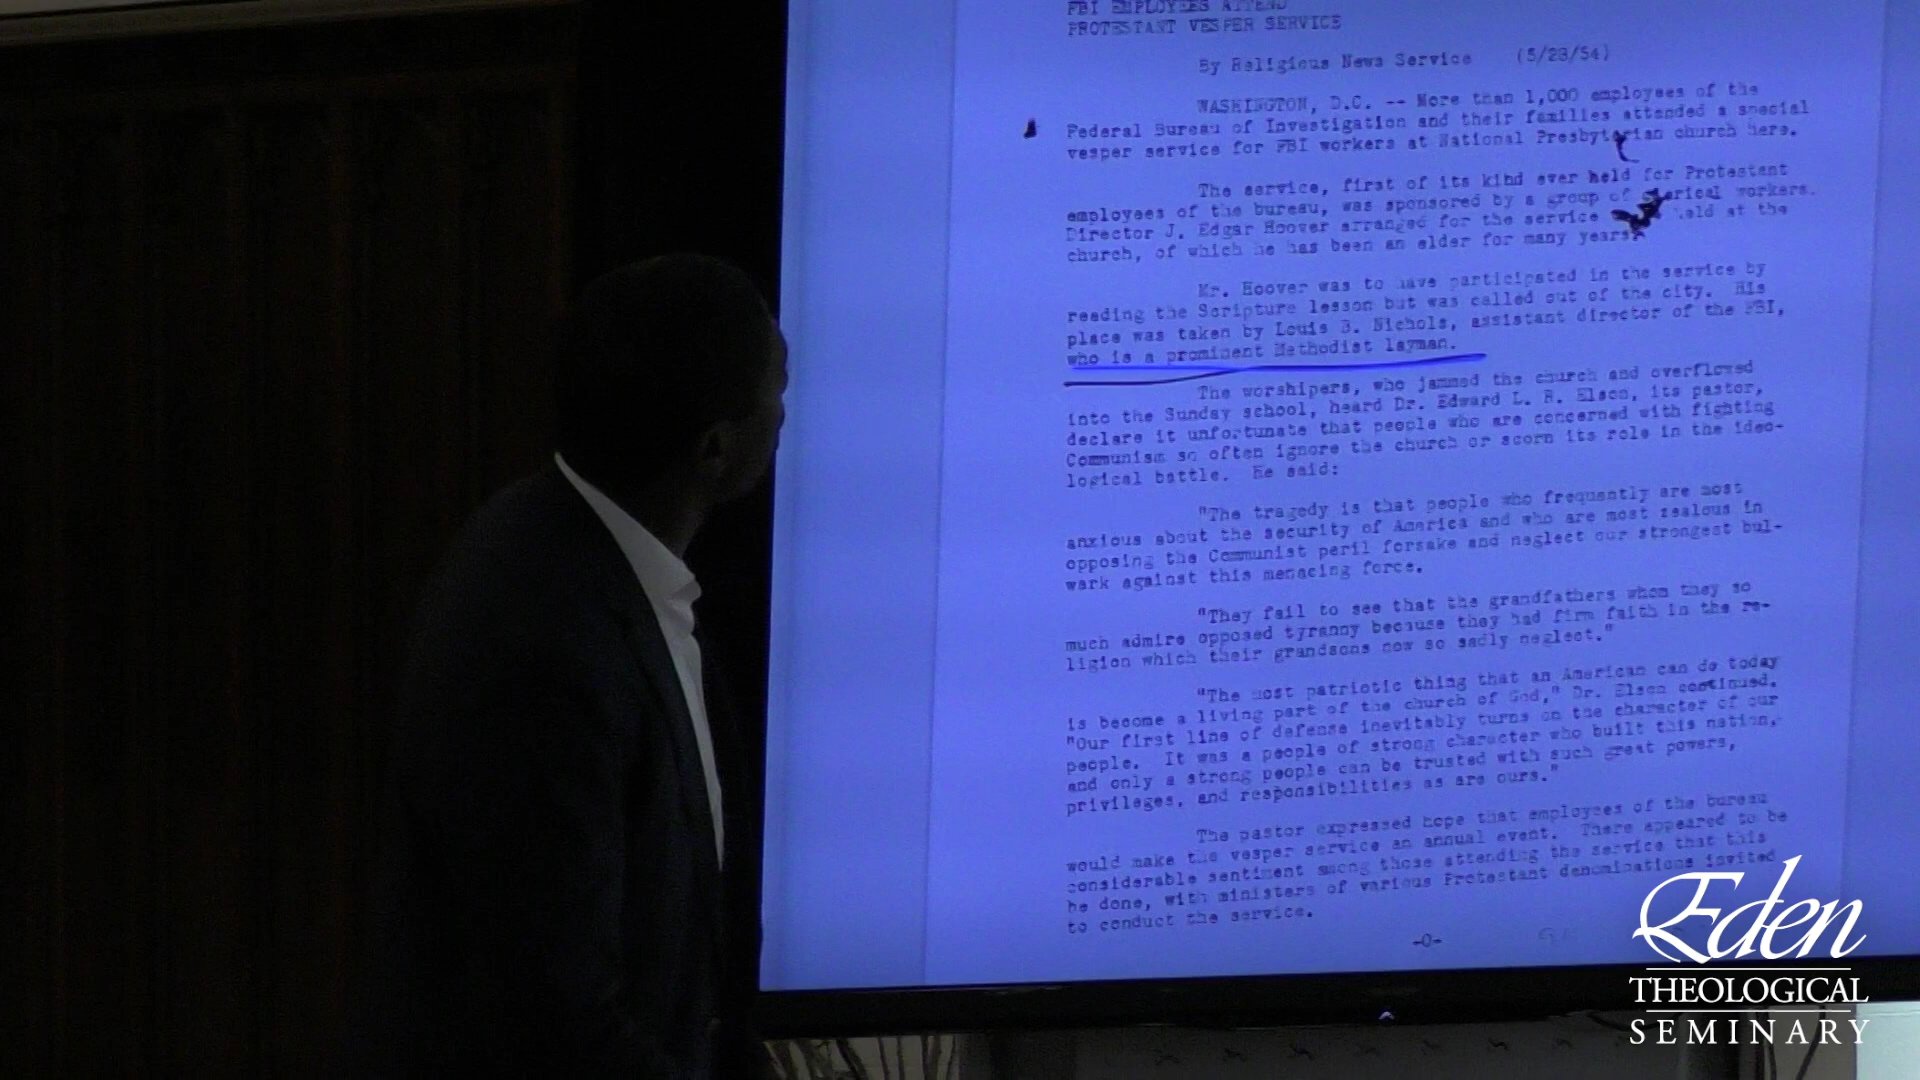 FBI EMPLOYEES ATTEND
PROTESTANT VESPER SERVICE
By Religious News Service (5/23/54)
WASHINGTON, D.C. -- More than 1,000 employees of the
Federal Bureau of Investigation and their families attended a special
vesper service for FBI workers at National Presbyterian church here.
The service, first of its kind ever held for Protestant
employees of the bureau, was sponsored by a group of clerical workers.
Director J. Edgar Hoover arranged for the service held at the
church, of which he has been an elder for many years.
Mr. Hoover was to have participated in the service by
reading the Scripture lesson but was called out of the city. His
place was taken by Louis B. Nichols, assistant director of the FBI,
who is a prominent Methodist layman.
The worshipers, who jammed the church and overflowed
into the Sunday school, heard Dr. Edward L. R. Elson, its pastor,
declare it unfortunate that people who are concerned with fighting
Communism so often ignore the church or scorn its role in the ideo-
logical battle. He said:
"The tragedy is that people who frequently are most
anxious about the security of America and who are most zealous in
opposing the Communist peril forsake and neglect our strongest bul-
wark against this menacing force.
"They fail to see that the grandfathers whom they so
much admire opposed tyranny because they had firm faith in the re-
ligion which their grandsons now so sadly neglect."
"The most patriotic thing that an American can do today
is become a living part of the church of God," Dr. Elson continued.
"Our first line of defense inevitably turns on the character of our
people. It was a people of strong character who built this nation,
and only a strong people can be trusted with such great powers,
privileges, and responsibilities as are ours."
The pastor expressed hope that employees of the bureau
would make the vesper service an annual event. There appeared to be
considerable sentiment among those attending the service that this
be done, with ministers of various Protestant denominations invited
to conduct the service.
-0-
Eden
THEOLOGICAL
SEMINARY